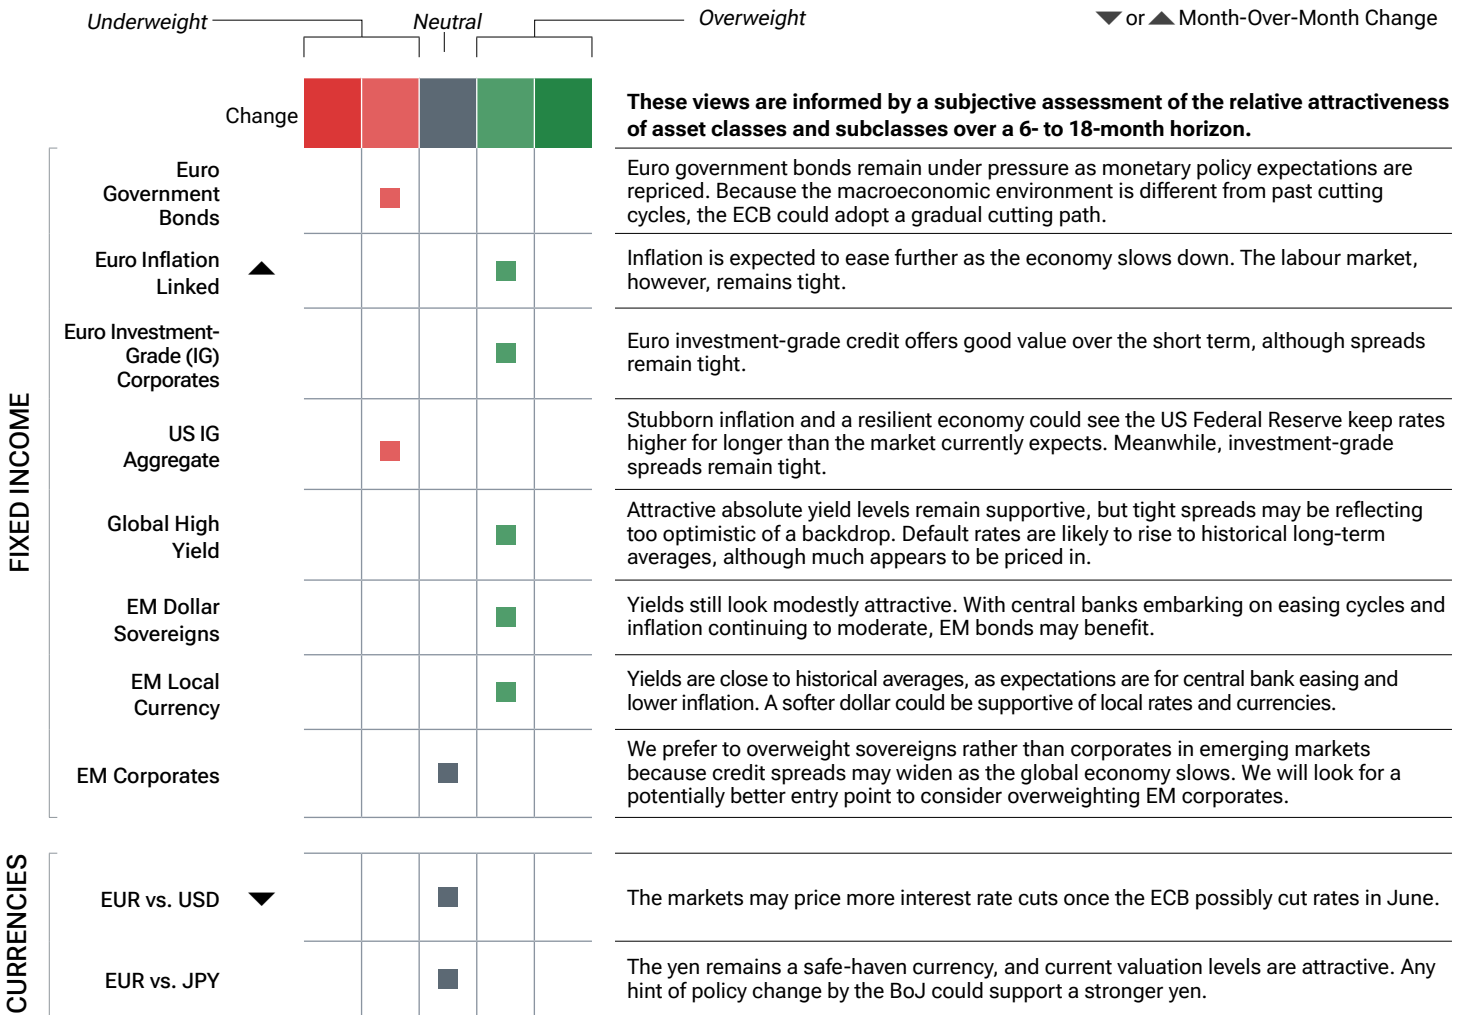 Underweight Neutral Overweight ▼ or ▲ Month-Over-Month Change
Change
These views are informed by a subjective assessment of the relative attractiveness
of asset classes and subclasses over a 6- to 18-month horizon.
FIXED INCOME
Euro
Government
Bonds
Euro government bonds remain under pressure as monetary policy expectations are
repriced. Because the macroeconomic environment is different from past cutting
cycles, the ECB could adopt a gradual cutting path.
Euro Inflation
Linked
▲
Inflation is expected to ease further as the economy slows down. The labour market,
however, remains tight.
Euro Investment-
Grade (IG)
Corporates
Euro investment-grade credit offers good value over the short term, although spreads
remain tight.
US IG
Aggregate
Stubborn inflation and a resilient economy could see the US Federal Reserve keep rates
higher for longer than the market currently expects. Meanwhile, investment-grade
spreads remain tight.
Global High
Yield
Attractive absolute yield levels remain supportive, but tight spreads may be reflecting
too optimistic of a backdrop. Default rates are likely to rise to historical long-term
averages, although much appears to be priced in.
EM Dollar
Sovereigns
Yields still look modestly attractive. With central banks embarking on easing cycles and
inflation continuing to moderate, EM bonds may benefit.
EM Local
Currency
Yields are close to historical averages, as expectations are for central bank easing and
lower inflation. A softer dollar could be supportive of local rates and currencies.
EM Corporates
We prefer to overweight sovereigns rather than corporates in emerging markets
because credit spreads may widen as the global economy slows. We will look for a
potentially better entry point to consider overweighting EM corporates.
CURRENCIES
EUR vs. USD ▼
The markets may price more interest rate cuts once the ECB possibly cut rates in June.
EUR vs. JPY
The yen remains a safe-haven currency, and current valuation levels are attractive. Any
hint of policy change by the BoJ could support a stronger yen.